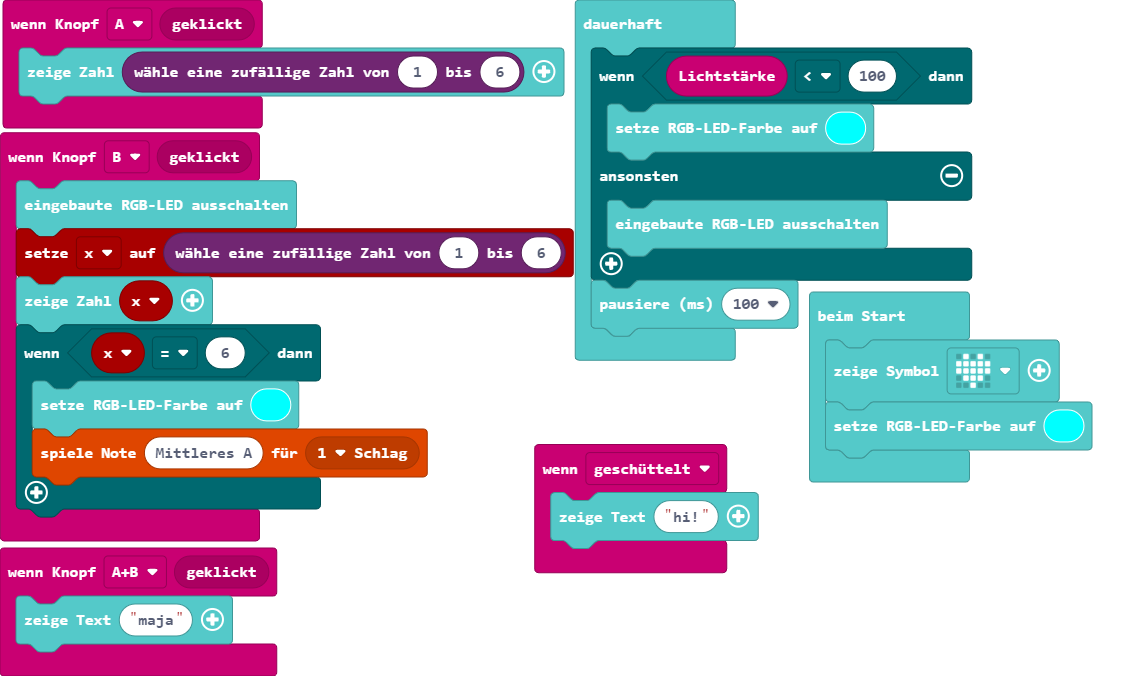 wenn Knopf A geklickt
zeige Zahl wähle eine zufällige Zahl von 1 bis 6
wenn Knopf B geklickt
eingebaute RGB-LED ausschalten
setze x auf wähle eine zufällige Zahl von 1 bis 6
zeige Zahl x
wenn x = 6 dann
setze RGB-LED-Farbe auf
spiele Note Mittleres A für 1 Schlag
wenn Knopf A+B geklickt
zeige Text "maja"
dauerhaft
wenn Lichtstärke < 100 dann
setze RGB-LED-Farbe auf
ansonsten
eingebaute RGB-LED ausschalten
pausiere (ms) 100
beim Start
zeige Symbol
setze RGB-LED-Farbe auf
wenn geschüttelt
zeige Text "hi!"